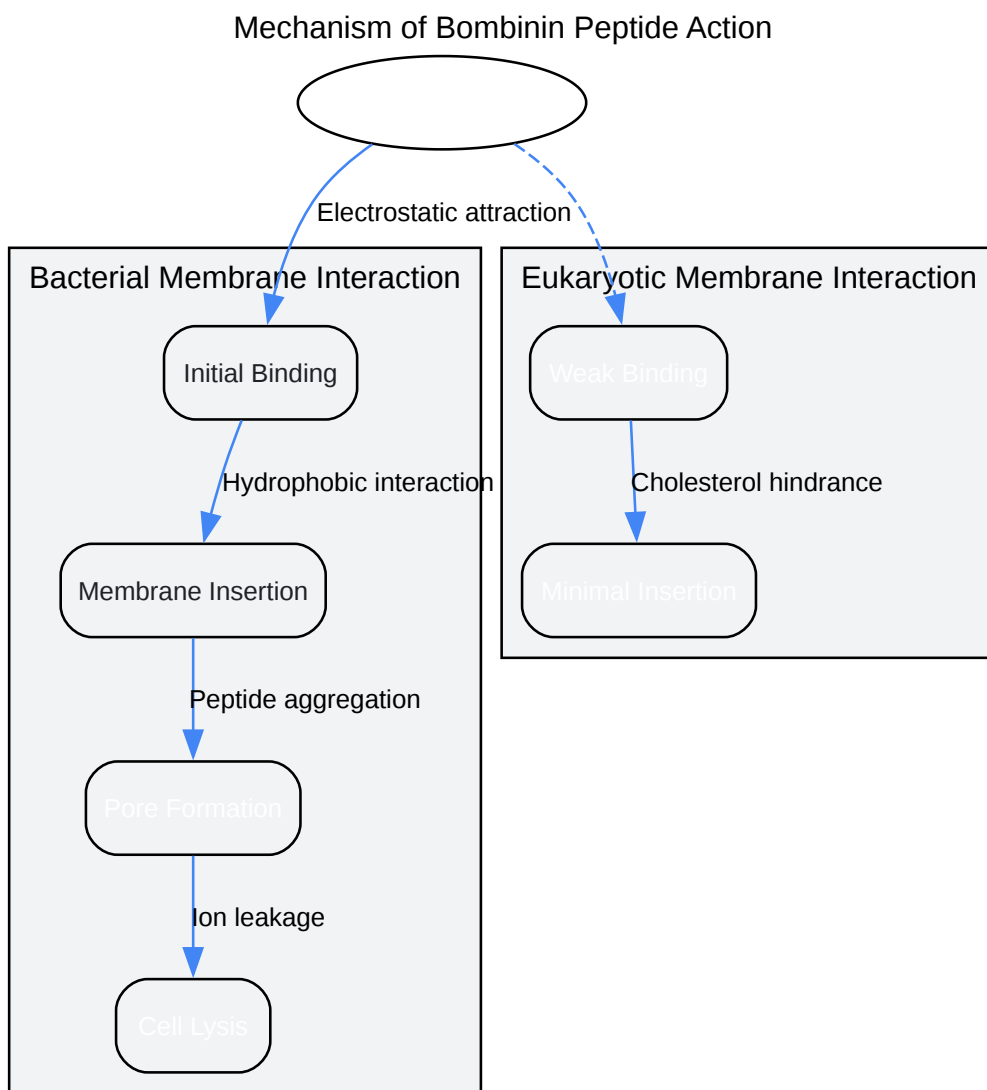 Mechanism of Bombinin Peptide Action
Electrostatic attraction
Bacterial Membrane Interaction
Initial Binding
Hydrophobic interaction
Membrane Insertion
Peptide aggregation
Pore Formation
Ion leakage
Cell Lysis
Eukaryotic Membrane Interaction
Weak Binding
Cholesterol hindrance
Minimal Insertion